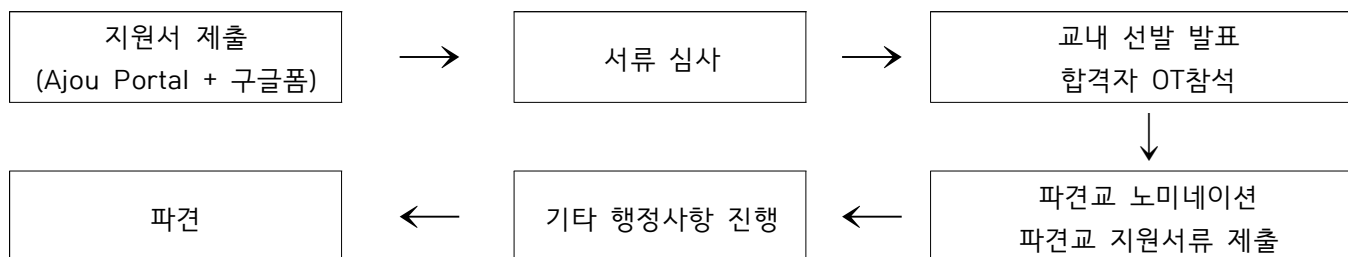 지원서 제출
(Ajou Portal + 구글폼)
서류 심사
교내 선발 발표
합격자 OT참석
파견교 노미네이션
파견교 지원서류 제출
기타 행정사항 진행
파견